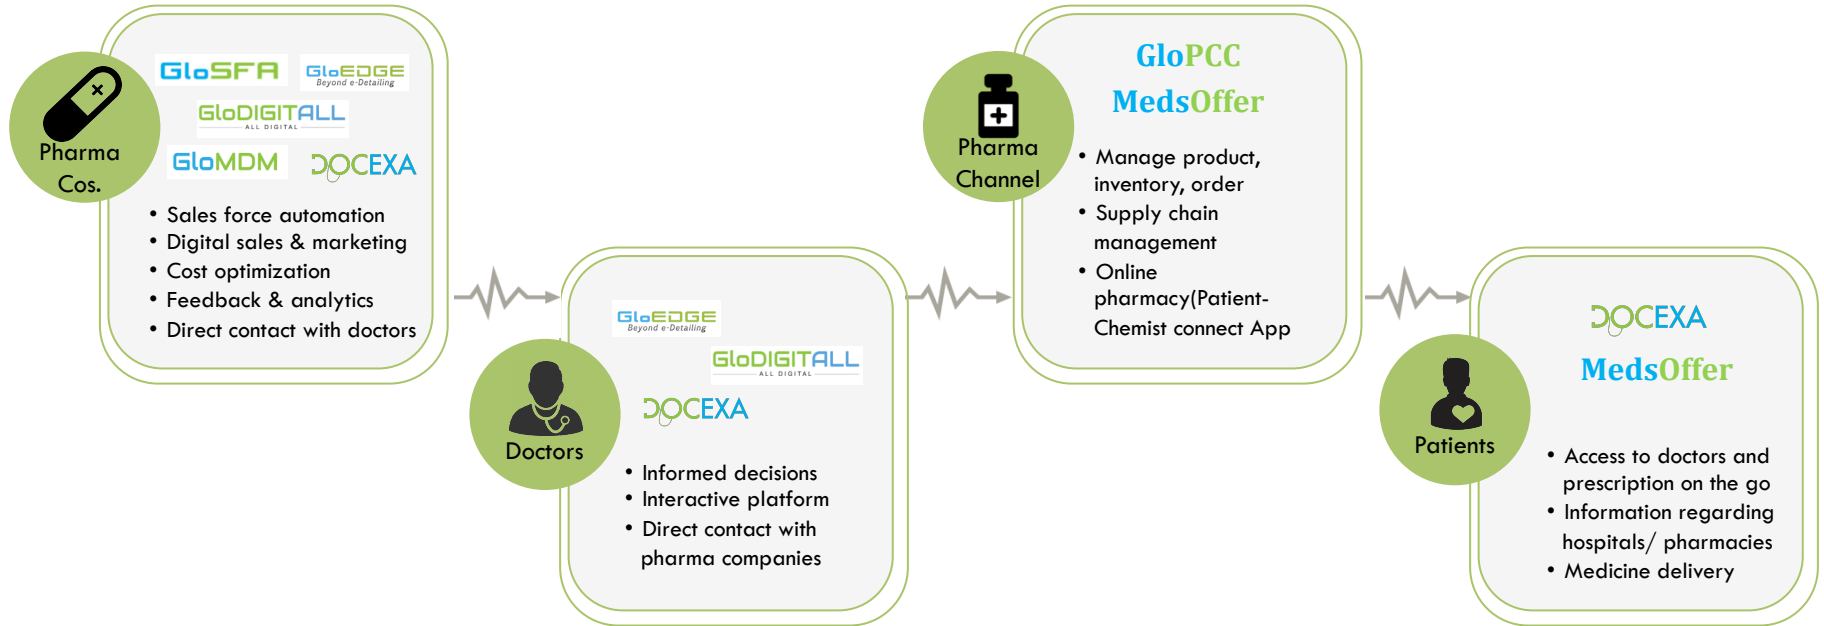 GloSFA
GloEDGE
Beyond e-Detailing
GloDIGITALL
ALL DIGITAL
GloMDM
DOCEXA
Pharma
Cos.
• Sales force automation
• Digital sales & marketing
• Cost optimization
• Feedback & analytics
• Direct contact with doctors
GloEDGE
Beyond e-Detailing
GloDIGITALL
ALL DIGITAL
DOCEXA
Doctors
• Informed decisions
• Interactive platform
• Direct contact with
pharma companies
GloPCC
MedsOffer
Pharma
Channel
• Manage product,
inventory, order
• Supply chain
management
• Online
pharmacy(Patient-
Chemist connect App
DOCEXA
MedsOffer
Patients
• Access to doctors and
prescription on the go
• Information regarding
hospitals/ pharmacies
• Medicine delivery